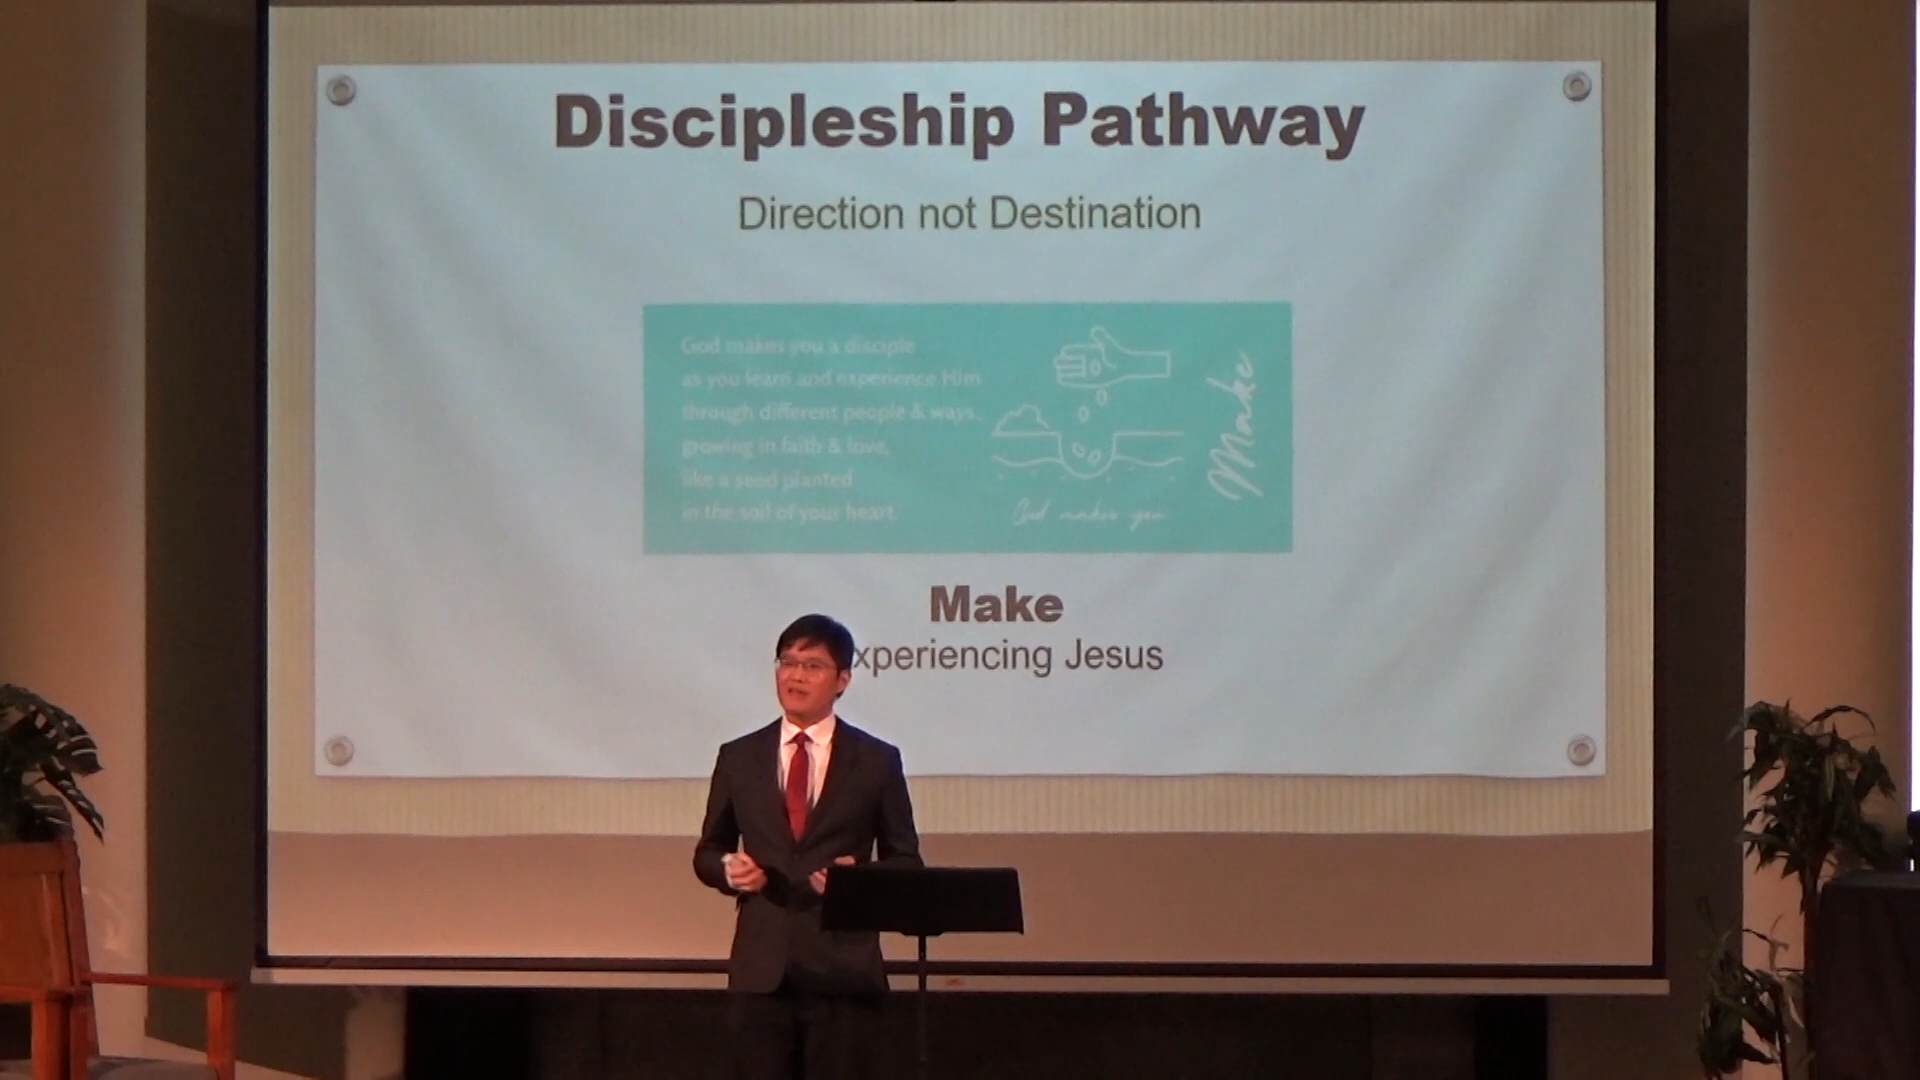 Discipleship Pathway
Direction not Destination
God makes you a disciple
as you learn and experience Him
through different people & ways,
growing in faith & love,
like a seed planted
in the soil of your heart.
God makes you
Make
Make
xperiencing Jesus